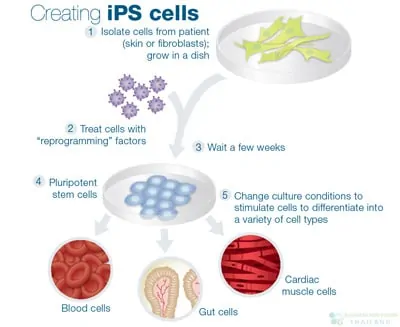 Creating iPS cells
1 Isolate cells from patient
(skin or fibroblasts);
grow in a dish
2 Treat cells with
“reprogramming” factors
3 Wait a few weeks
4 Pluripotent
stem cells
5 Change culture conditions to
stimulate cells to differentiate into
a variety of cell types
Blood cells
Gut cells
Cardiac
muscle cells
THAILAND